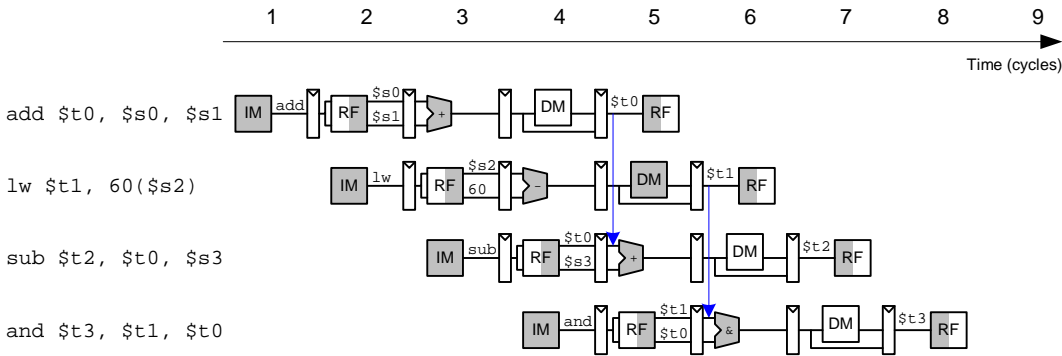 1 2 3 4 5 6 7 8 9
Time (cycles)
add $t0, $s0, $s1 IM add RF $s0 $s1 + DM $t0 RF
lw $t1, 60($s2) IM lw RF $s2 60 - DM $t1 RF
sub $t2, $t0, $s3 IM sub RF $t0 $s3 + DM $t2 RF
and $t3, $t1, $t0 IM and RF $t1 $t0 & DM $t3 RF